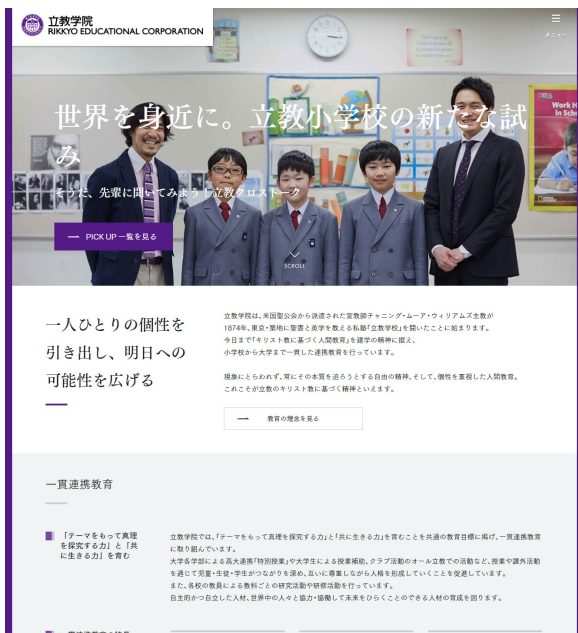 立教学院
RIKKYO EDUCATIONAL CORPORATION
メニュー
Work H
in Scho
世界を身近に。立教小学校の新たな試
み
そうだ、先輩に聞いてみよう！立教クロストーク
PICK UP 一覧を見る
SCROLL
一人ひとりの個性を
引き出し、明日への
可能性を広げる
立教学院は、米国聖公会から派遣された宣教師チャニング・ムーア・ウィリアムズ主教が
1874年、東京・築地に聖書と英学を教える私塾「立教学校」を開いたことに始まります。
今日まで「キリスト教に基づく人間教育」を建学の精神に据え、
小学校から大学まで一貫した連携教育を行っています。
現象にとらわれず、常にその本質を追ろうとする自由の精神、そして、個性を重視した人間教育。
これこそが立教のキリスト教に基づく精神といえます。
教育の理念を見る
一貫連携教育
「テーマをもって真理
を探究する力」と「共
に生きる力」を育む
立教学院では、「テーマをもって真理を探究する力」と「共に生きる力」を育むことを共通の教育目標に掲げ、一貫連携教育
に取り組んでいます。
大学各学部による高大連携「特別授業」や大学生による授業補助、クラブ活動のオール立教での活動など、授業や課外活動
を通じて児童・生徒・学生がつながりを深め、互いに尊重しながら人格を形成していくことを促進しています。
また、各校の教員による教科ごとの研究活動や研修活動を行っています。
自主的かつ自立した人材、世界中の人々と協力・協働して未来をひらくことのできる人材の育成を図ります。